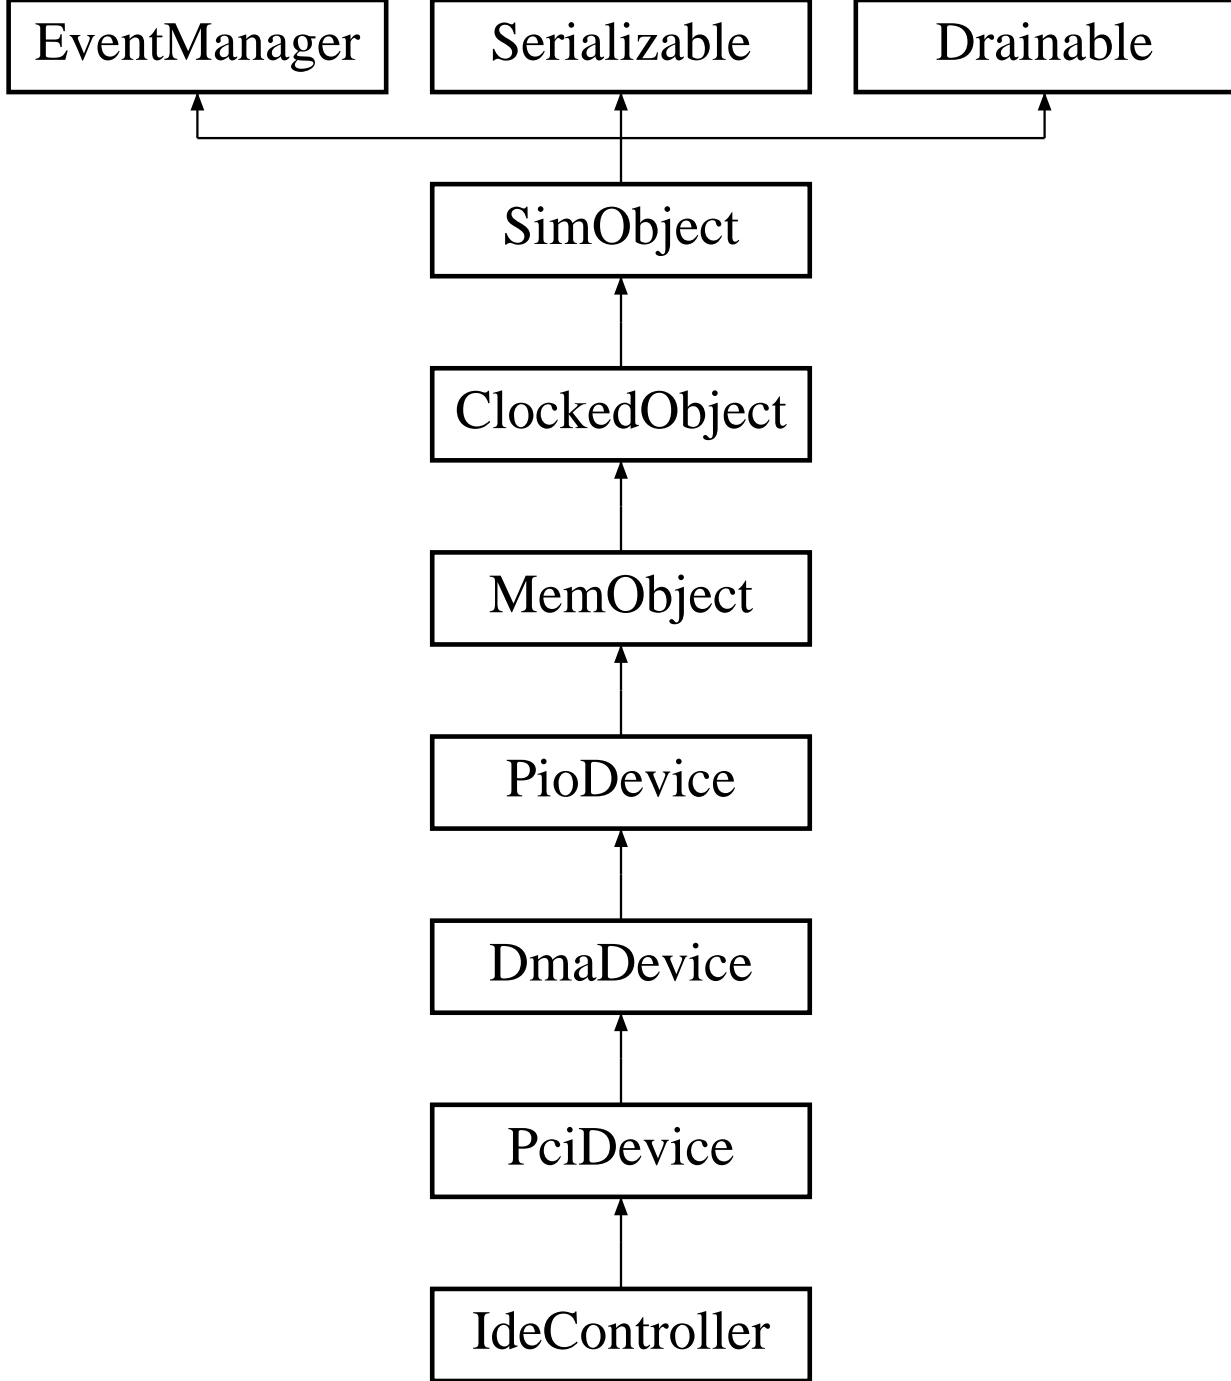 EventManager
Serializable
Drainable
SimObject
ClockedObject
MemObject
PioDevice
DmaDevice
PciDevice
IdeController